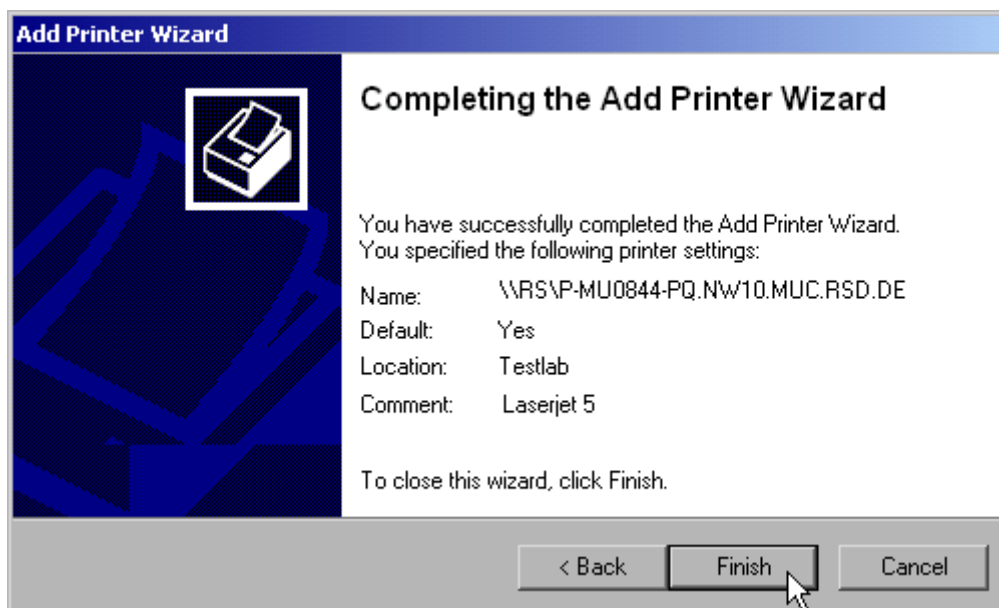 Add Printer Wizard
Completing the Add Printer Wizard
You have successfully completed the Add Printer Wizard.
You specified the following printer settings:
Name: \\RS\P-MU0844-PQ.NW10.MUC.RSD.DE
Default: Yes
Location: Testlab
Comment: Laserjet 5
To close this wizard, click Finish.
< Back Finish Cancel